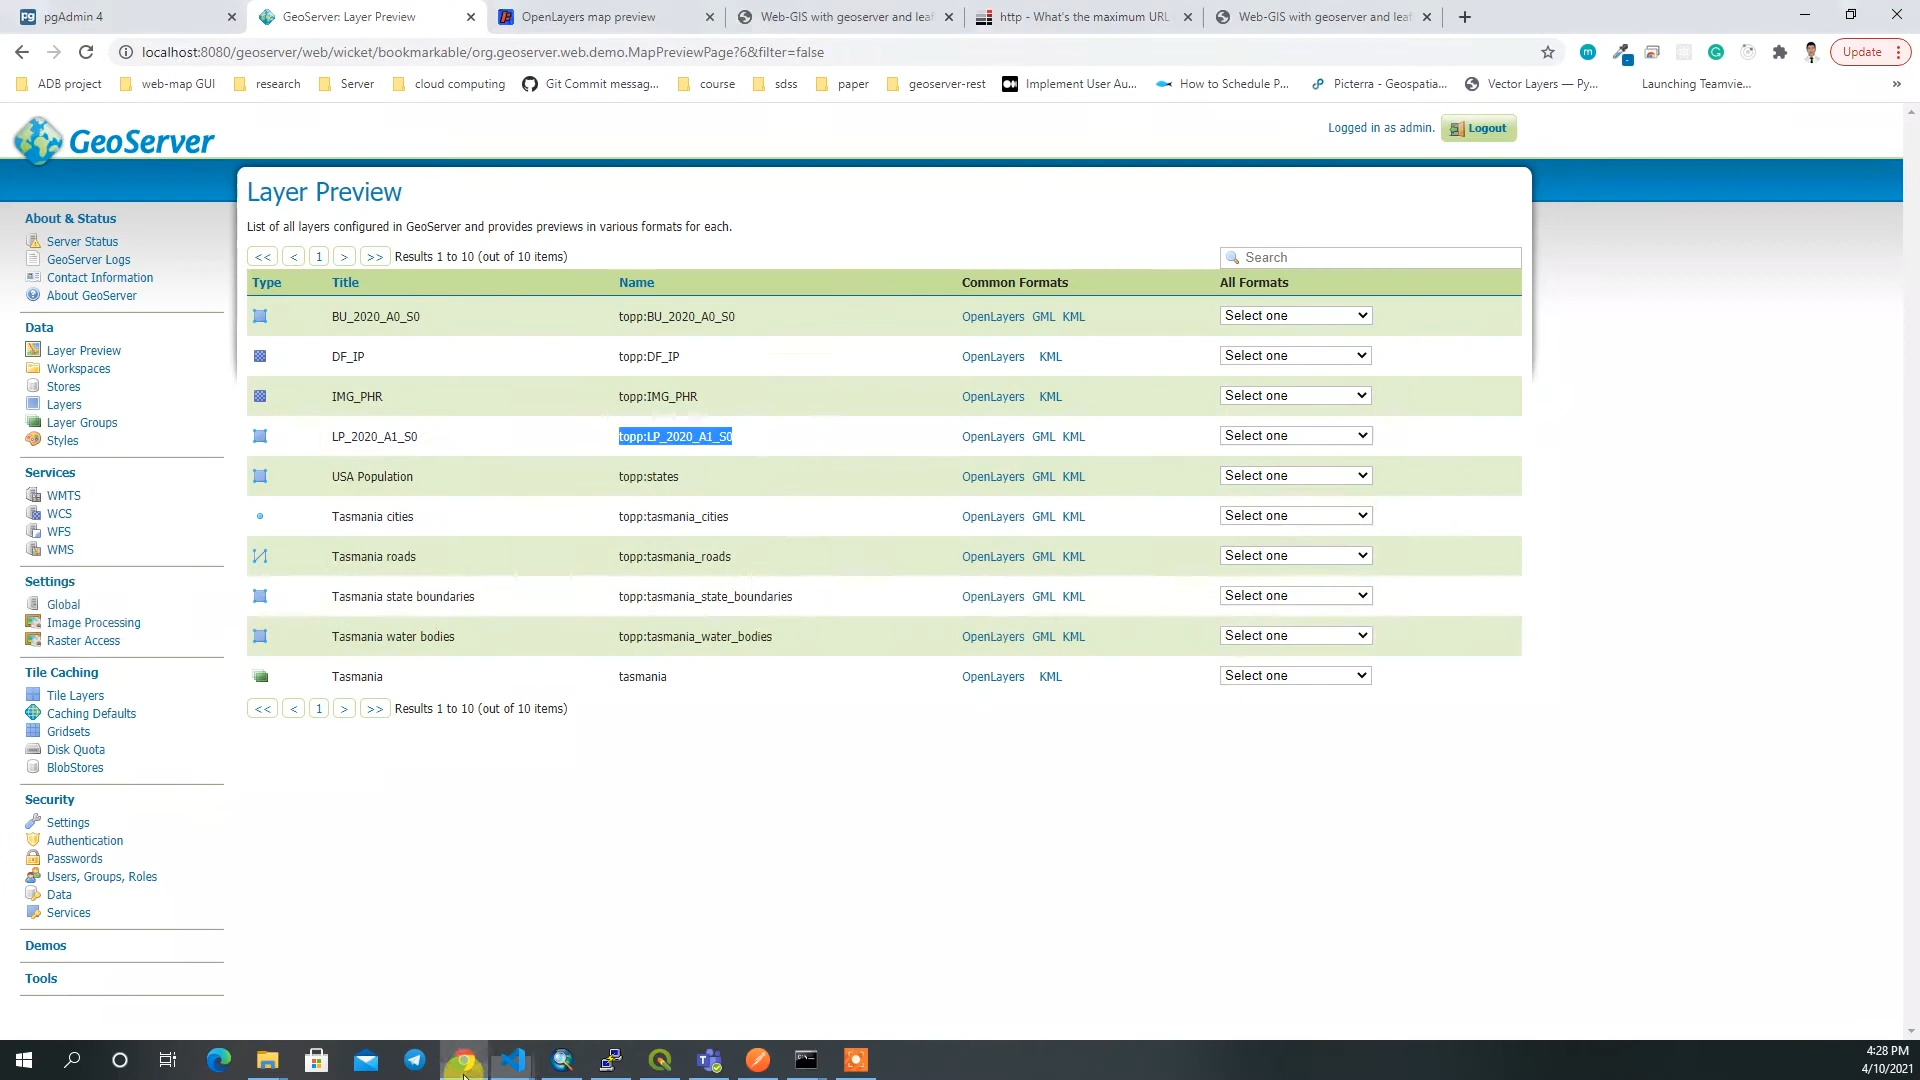 pgAdmin 4
GeoServer: Layer Preview
OpenLayers map preview
Web-GIS with geoserver and leaf
http - What's the maximum URL
Web-GIS with geoserver and leaf
localhost:8080/geoserver/web/wicket/bookmarkable/org.geoserver.web.demo.MapPreviewPage?6&filter=false
Update
ADB project
web-map GUI
research
Server
cloud computing
Git Commit messag...
course
sdss
paper
geoserver-rest
Implement User Au...
How to Schedule P...
Picterra - Geospatia...
Vector Layers — Py...
Launching Teamvie...
»
GeoServer
Logged in as admin.
Logout
About & Status
Server Status
GeoServer Logs
Contact Information
About GeoServer
Data
Layer Preview
Workspaces
Stores
Layers
Layer Groups
Styles
Services
WMTS
WCS
WFS
WMS
Settings
Global
Image Processing
Raster Access
Tile Caching
Tile Layers
Caching Defaults
Gridsets
Disk Quota
BlobStores
Security
Settings
Authentication
Passwords
Users, Groups, Roles
Data
Services
Demos
Tools
Layer Preview
List of all layers configured in GeoServer and provides previews in various formats for each.
<< < 1 > >> Results 1 to 10 (out of 10 items)
Search
Type Title Name Common Formats All Formats
BU_2020_A0_S0 topp:BU_2020_A0_S0 OpenLayers GML KML Select one
DF_IP topp:DF_IP OpenLayers KML Select one
IMG_PHR topp:IMG_PHR OpenLayers KML Select one
LP_2020_A1_S0 topp:LP_2020_A1_S0 OpenLayers GML KML Select one
USA Population topp:states OpenLayers GML KML Select one
Tasmania cities topp:tasmania_cities OpenLayers GML KML Select one
Tasmania roads topp:tasmania_roads OpenLayers GML KML Select one
Tasmania state boundaries topp:tasmania_state_boundaries OpenLayers GML KML Select one
Tasmania water bodies topp:tasmania_water_bodies OpenLayers GML KML Select one
Tasmania tasmania OpenLayers KML Select one
<< < 1 > >> Results 1 to 10 (out of 10 items)
4:28 PM
4/10/2021